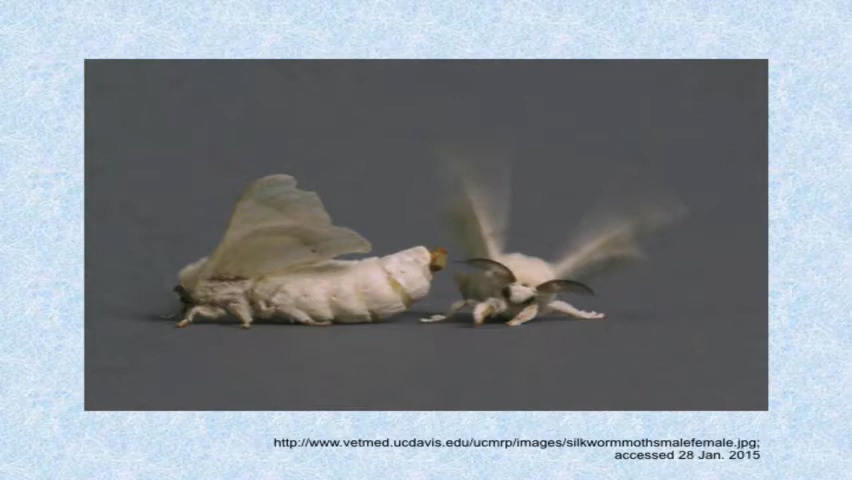 http://www.vetmed.ucdavis.edu/ucmrp/images/silkwormmothsmalefemale.jpg;
accessed 28 Jan. 2015